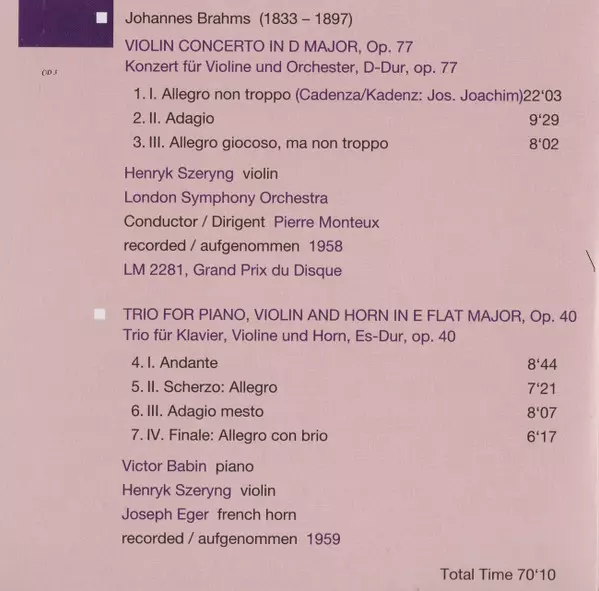 Johannes Brahms (1833 – 1897)
VIOLIN CONCERTO IN D MAJOR, Op. 77
CD 3
Konzert für Violine und Orchester, D-Dur, op. 77
1. I. Allegro non troppo (Cadenza/Kadenz: Jos. Joachim)22‘03
2. II. Adagio 9‘29
3. III. Allegro giocoso, ma non troppo 8‘02
Henryk Szeryng violin
London Symphony Orchestra
Conductor / Dirigent Pierre Monteux
recorded / aufgenommen 1958
LM 2281, Grand Prix du Disque
TRIO FOR PIANO, VIOLIN AND HORN IN E FLAT MAJOR, Op. 40
Trio für Klavier, Violine und Horn, Es-Dur, op. 40
4. I. Andante 8‘44
5. II. Scherzo: Allegro 7‘21
6. III. Adagio mesto 8‘07
7. IV. Finale: Allegro con brio 6‘17
Victor Babin piano
Henryk Szeryng violin
Joseph Eger french horn
recorded / aufgenommen 1959
Total Time 70‘10